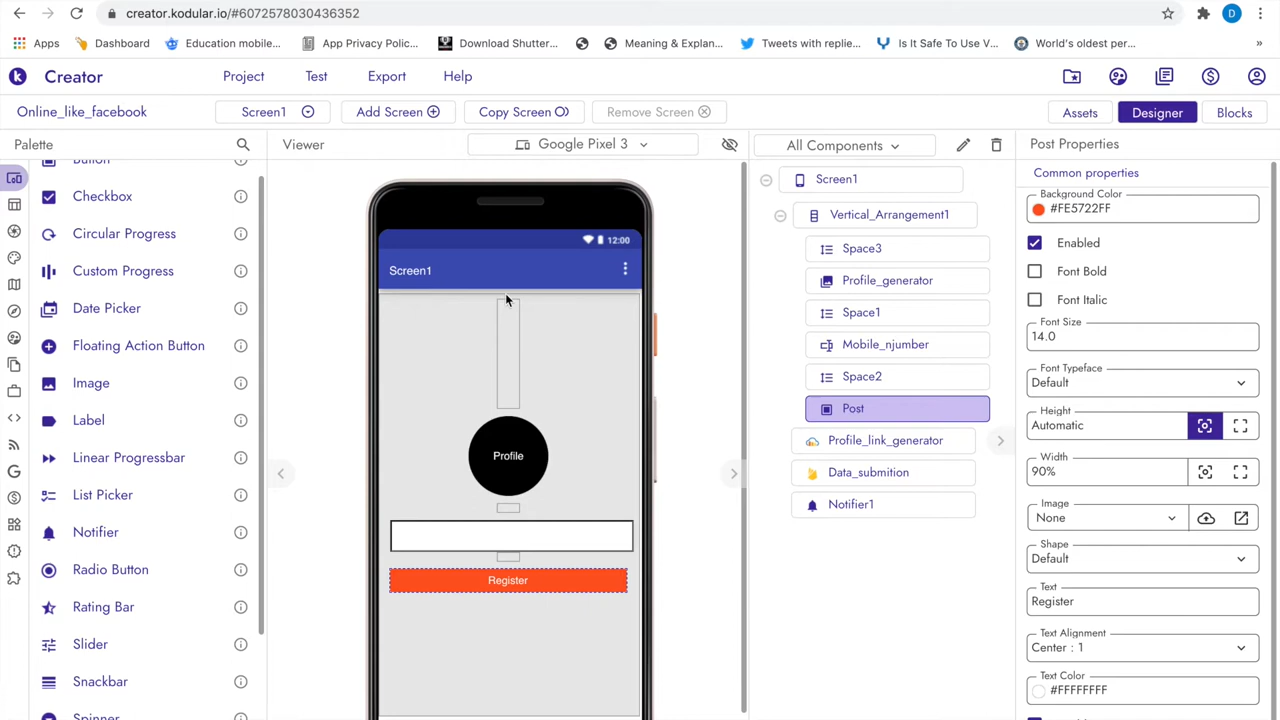 creator.kodular.io/#6072578030436352
D
Apps
Dashboard
Education mobile...
App Privacy Polic...
Download Shutter...
Meaning & Explan...
Tweets with replie...
Is It Safe To Use V...
World's oldest per...
»
k
Creator
Project
Test
Export
Help
Online_like_facebook
Screen1
Add Screen
Copy Screen
Remove Screen
Assets
Designer
Blocks
Palette
Viewer
Google Pixel 3
All Components
Post Properties
Checkbox
Circular Progress
Custom Progress
Date Picker
Floating Action Button
Image
Label
Linear Progressbar
List Picker
Notifier
Radio Button
Rating Bar
Slider
Snackbar
Spinner
12:00
Screen1
Profile
Register
Screen1
Vertical_Arrangement1
Space3
Profile_generator
Space1
Mobile_njumber
Space2
Post
Profile_link_generator
Data_submition
Notifier1
Common properties
Background Color
#FE5722FF
Enabled
Font Bold
Font Italic
Font Size
14.0
Font Typeface
Default
Height
Automatic
Width
90%
Image
None
Shape
Default
Text
Register
Text Alignment
Center : 1
Text Color
#FFFFFFFF